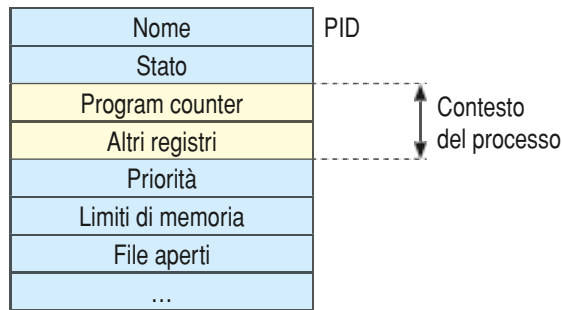 Nome PID
Stato
Program counter
Altri registri
Contesto
del processo
Priorità
Limiti di memoria
File aperti
…